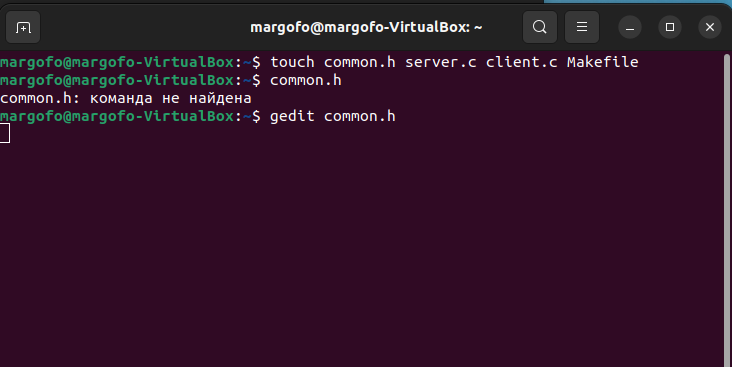 margofo@margofo-VirtualBox: ~
margofo@margofo-VirtualBox:~$ touch common.h server.c client.c Makefile
margofo@margofo-VirtualBox:~$ common.h
common.h: команда не найдена
margofo@margofo-VirtualBox:~$ gedit common.h